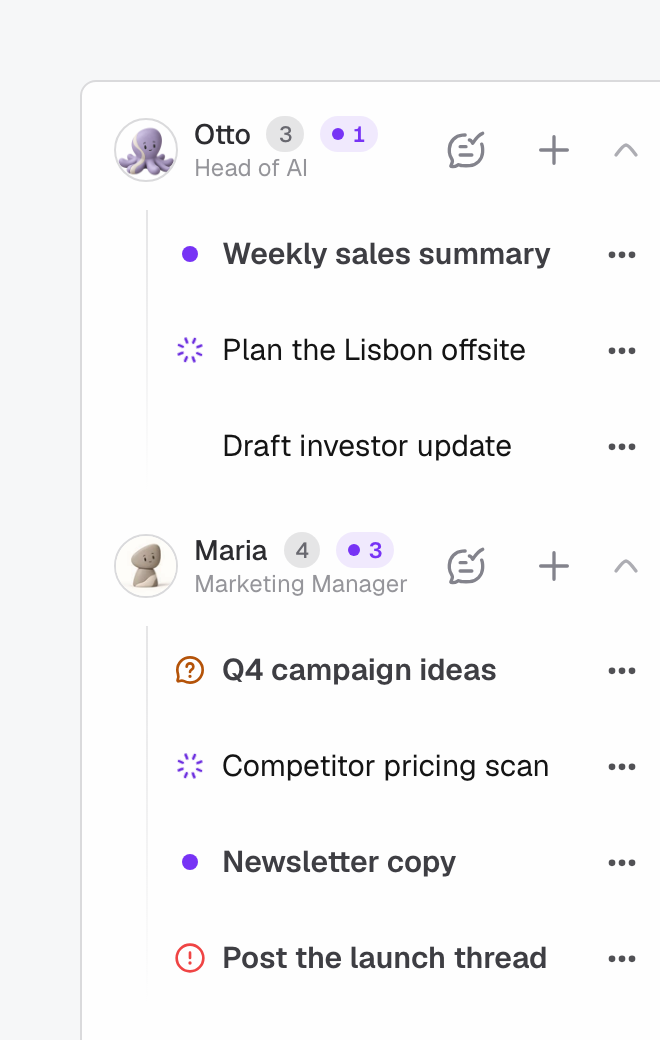 Otto 3 1
Head of AI
Weekly sales summary
Plan the Lisbon offsite
Draft investor update
Maria 4 3
Marketing Manager
Q4 campaign ideas
Competitor pricing scan
Newsletter copy
Post the launch thread